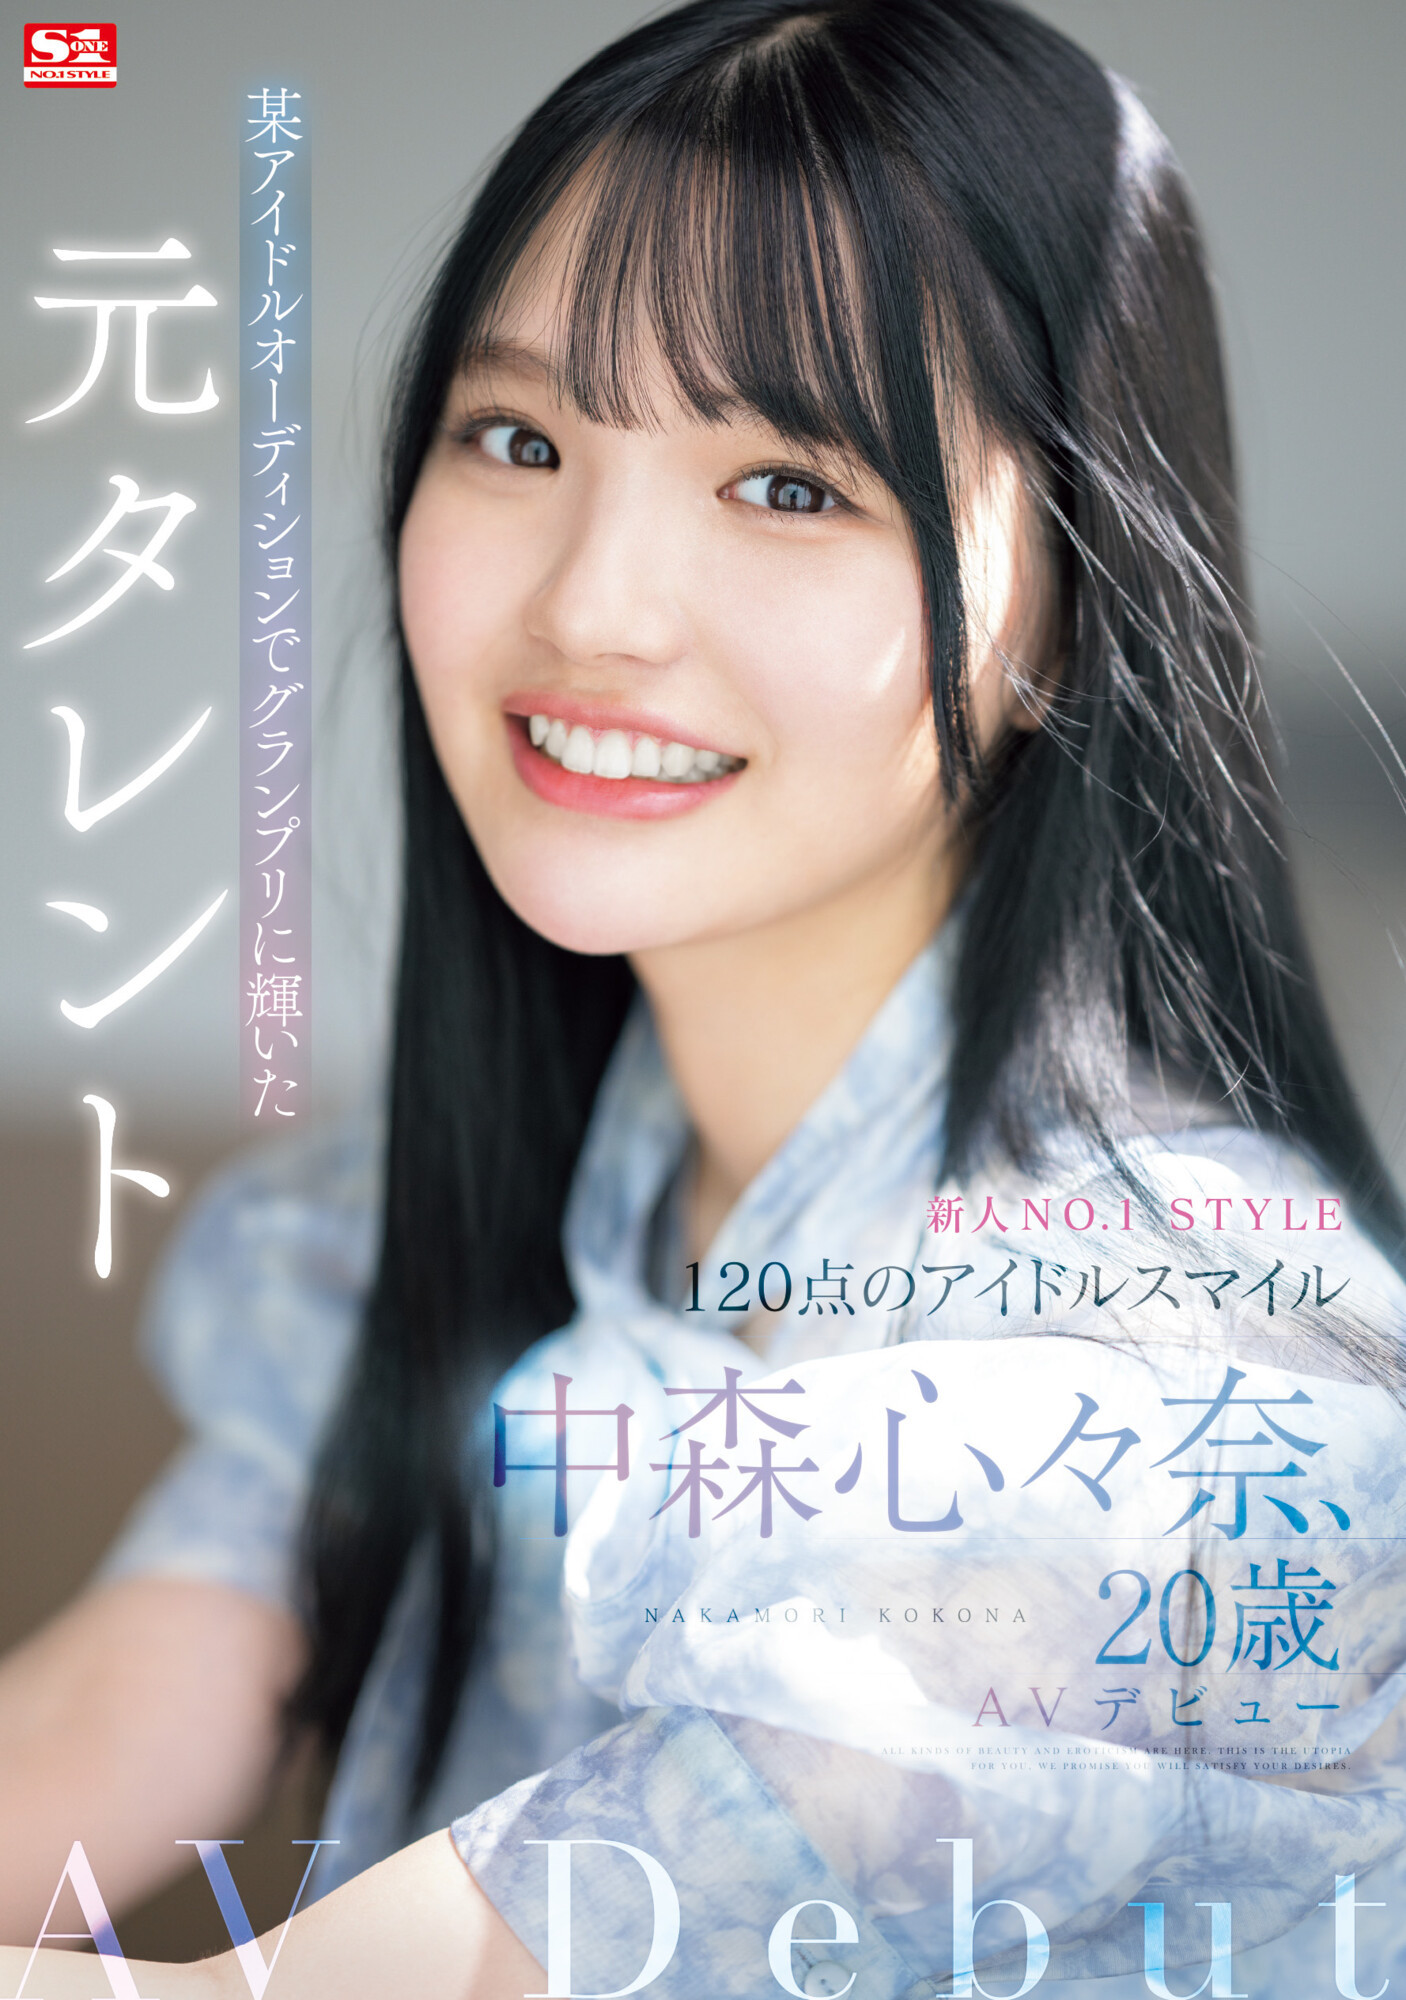 S1 ONE
NO.1 STYLE
某アイドルオーディションでグランプリに輝いた
元タレント
新人NO.1 STYLE
120点のアイドルスマイル
中森心々奈、
20歳
NAKAMORI KOKONA
AVデビュー
ALL KINDS OF BEAUTY AND EROTICISM ARE HERE. THIS IS THE UTOPIA
FOR YOU, WE PROMISE YOU WILL SATISFY YOUR DESIRES.
AV Debut